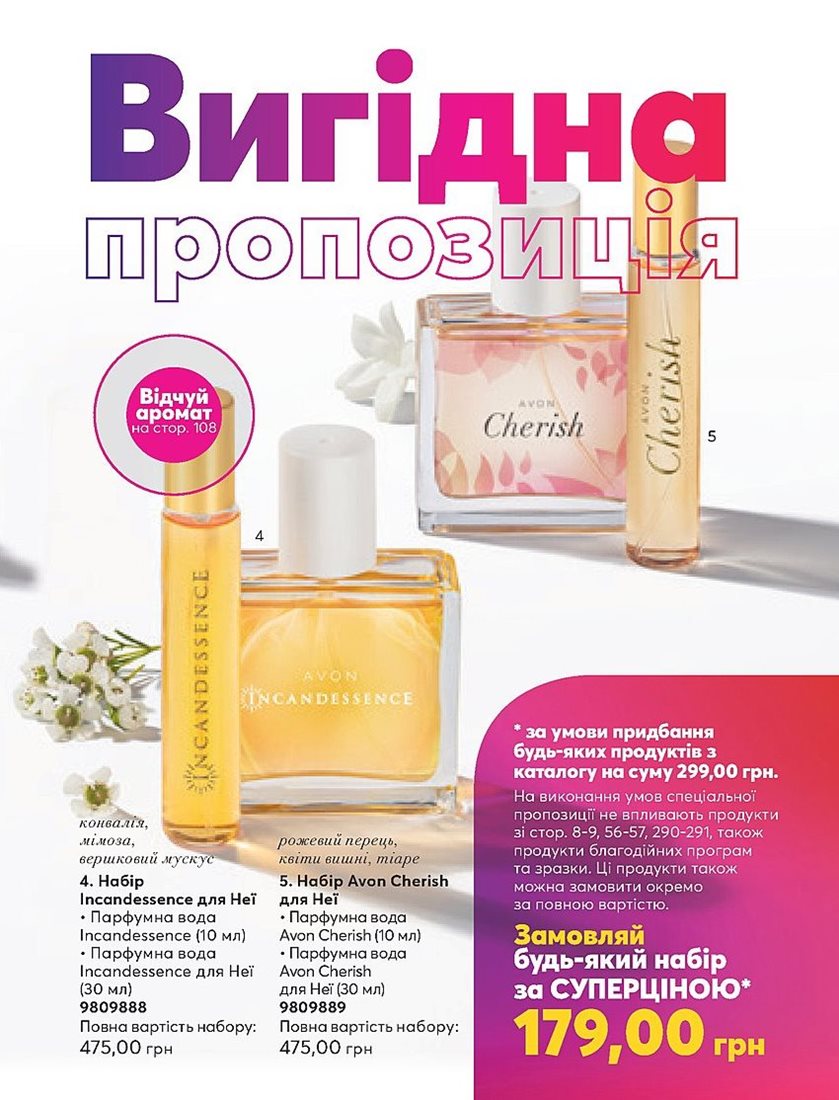 Вигідна
пропозиція
Відчуй
аромат
на стор. 108
5
AVON
Cherish
AVON
Cherish
4
INCANDESSENCE
AVON
INCANDESSENCE
конвалія,
мімоза,
вершковий мускус
4. Набір
Incandessence для Неї
• Парфумна вода
Incandessence (10 мл)
• Парфумна вода
Incandessence для Неї
(30 мл)
9809888
Повна вартість набору:
475,00 грн
рожевий перець,
квіти вишні, тіаре
5. Набір Avon Cherish
для Неї
• Парфумна вода
Avon Cherish (10 мл)
• Парфумна вода
Avon Cherish
для Неї (30 мл)
9809889
Повна вартість набору:
475,00 грн
* за умови придбання
будь-яких продуктів з
каталогу на суму 299,00 грн.
На виконання умов спеціальної
пропозиції не впливають продукти
зі стор. 8-9, 56-57, 290-291, також
продукти благодійних програм
та зразки. Ці продукти також
можна замовити окремо
за повною вартістю.
Замовляй
будь-який набір
за СУПЕРЦІНОЮ*
179,00 грн